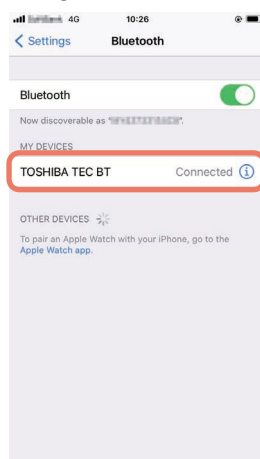 4G 10:26
Settings Bluetooth
Bluetooth
Now discoverable as "
MY DEVICES
TOSHIBA TEC BT Connected
OTHER DEVICES
To pair an Apple Watch with your iPhone, go to the
Apple Watch app.